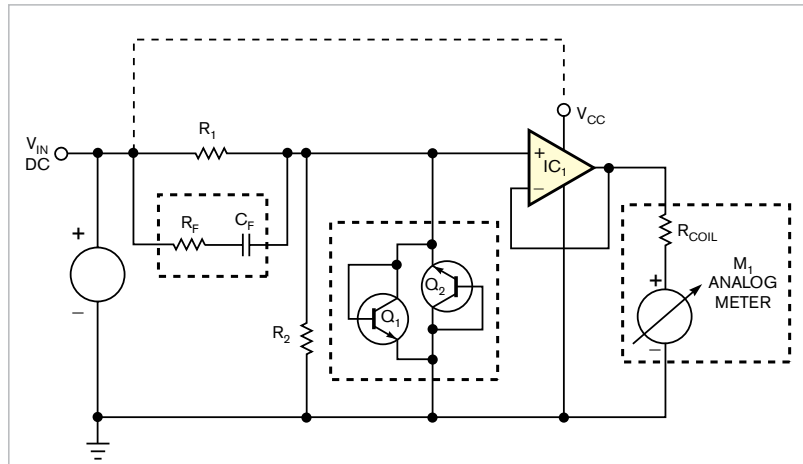 V_IN
DC
R_1
V_CC
+
IC_1
−
R_F
C_F
R_COIL
+
−
R_2
Q_1
Q_2
+
M_1
ANALOG
METER
−